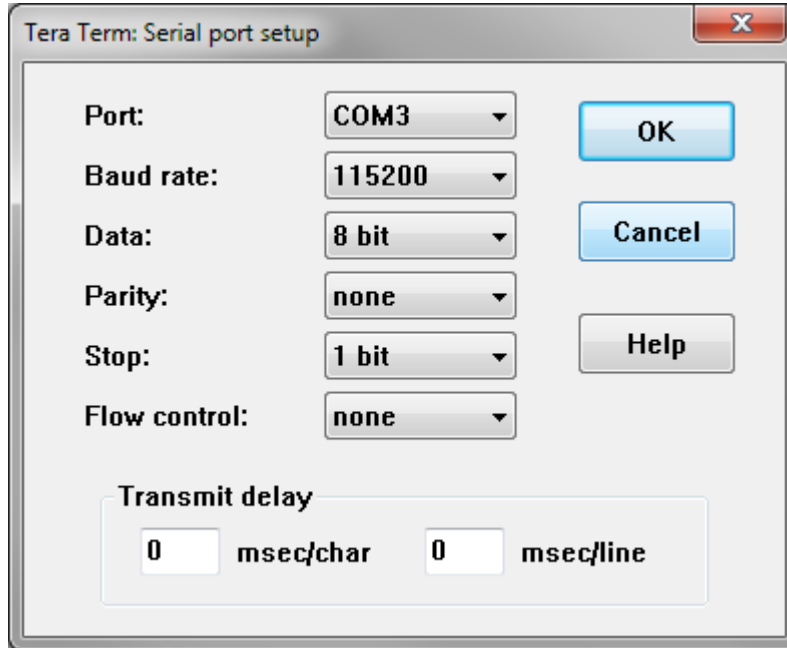 Tera Term: Serial port setup
Port: COM3 OK
Baud rate: 115200
Data: 8 bit Cancel
Parity: none
Stop: 1 bit Help
Flow control: none
Transmit delay
0 msec/char 0 msec/line